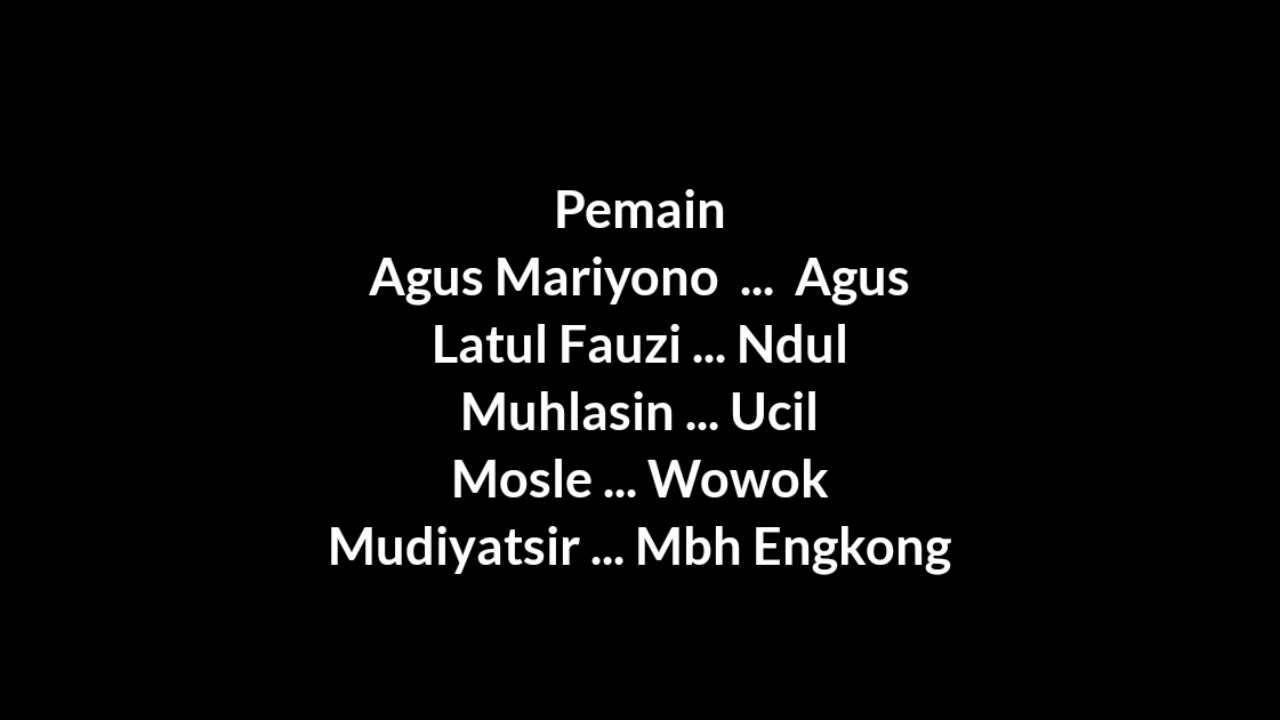 Pemain
Agus Mariyono ... Agus
Latul Fauzi ... Ndul
Muhlasin ... Ucil
Mosle ... Wowok
Mudiyatsir ... Mbh Engkong